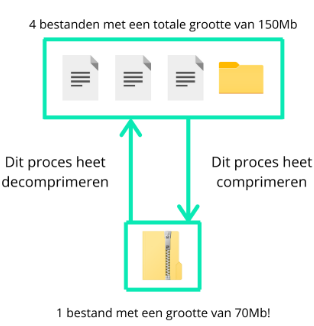 4 bestanden met een totale grootte van 150Mb
Dit proces heet
decomprimeren
Dit proces heet
comprimeren
1 bestand met een grootte van 70Mb!